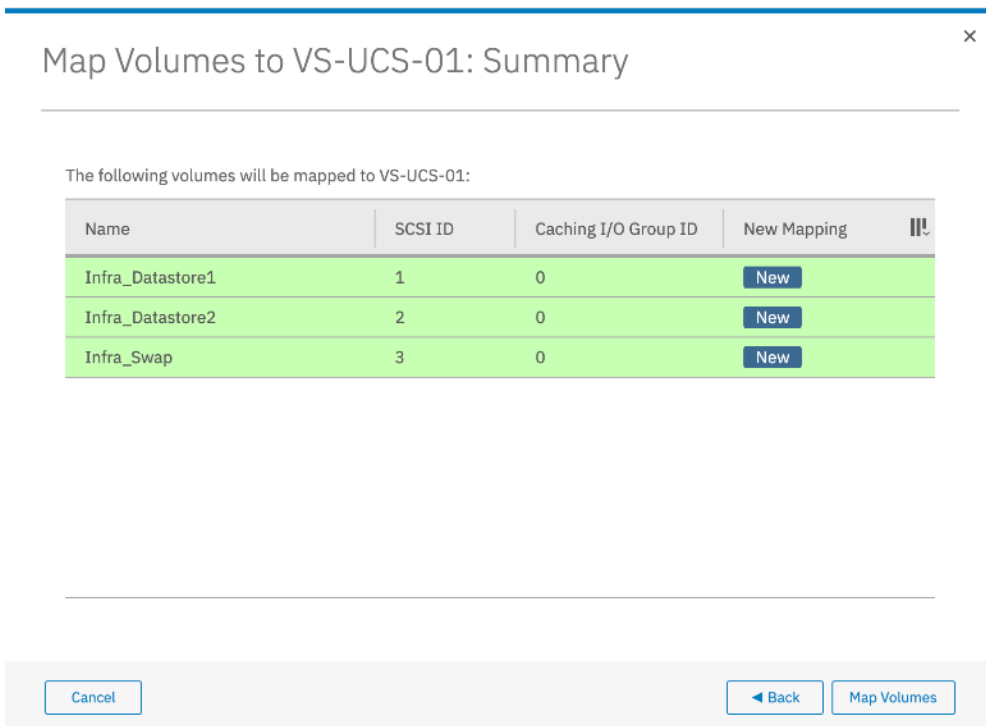 Map Volumes to VS-UCS-01: Summary
The following volumes will be mapped to VS-UCS-01:
Name SCSI ID Caching I/O Group ID New Mapping
Infra_Datastore1 1 0 New
Infra_Datastore2 2 0 New
Infra_Swap 3 0 New
Cancel Back Map Volumes